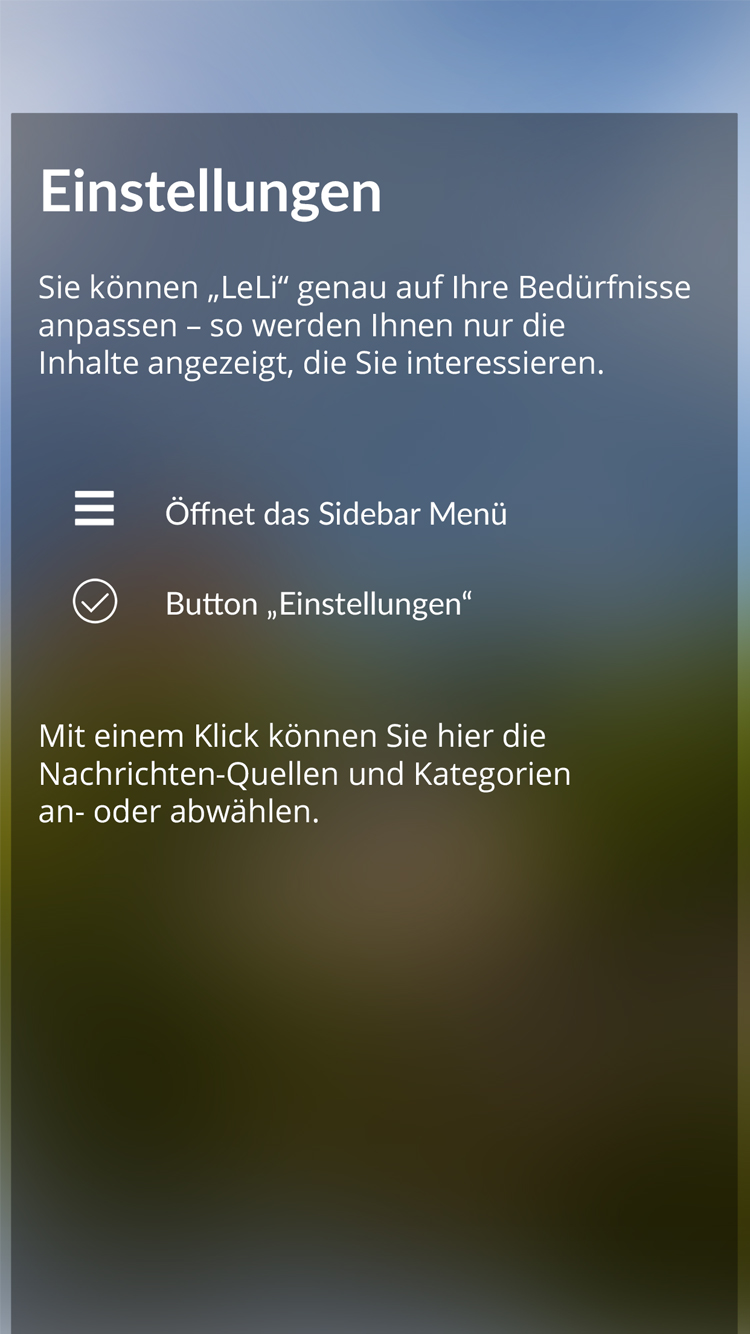 Einstellungen
Sie können „LeLi“ genau auf Ihre Bedürfnisse
anpassen – so werden Ihnen nur die
Inhalte angezeigt, die Sie interessieren.
Öffnet das Sidebar Menü
Button „Einstellungen“
Mit einem Klick können Sie hier die
Nachrichten-Quellen und Kategorien
an- oder abwählen.